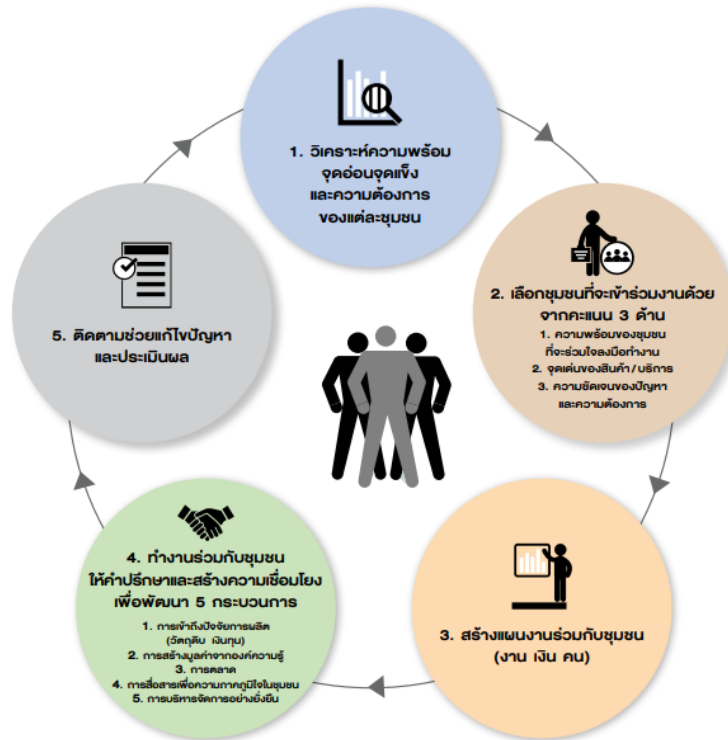 1. วิเคราะห์ความพร้อม
จุดอ่อนจุดแข็ง
และความต้องการ
ของแต่ละชุมชน
2. เลือกชุมชนที่จะเข้าร่วมงานด้วย
จากคะแนน 3 ด้าน
1. ความพร้อมของชุมชน
ที่จะร่วมใจลงมือทำงาน
2. จุดเด่นของสินค้า/บริการ
3. ความชัดเจนของปัญหา
และความต้องการ
3. สร้างแผนงานร่วมกับชุมชน
(งาน เงิน คน)
4. ทำงานร่วมกับชุมชน
ให้คำปรึกษาและสร้างความเชื่อมโยง
เพื่อพัฒนา 5 กระบวนการ
1. การเข้าถึงปัจจัยการผลิต
(วัตถุดิบ เงินทุน)
2. การสร้างมูลค่าจากองค์ความรู้
3. การตลาด
4. การสื่อสารเพื่อความภาคภูมิใจในชุมชน
5. การบริหารจัดการอย่างยั่งยืน
5. ติดตามช่วยแก้ไขปัญหา
และประเมินผล